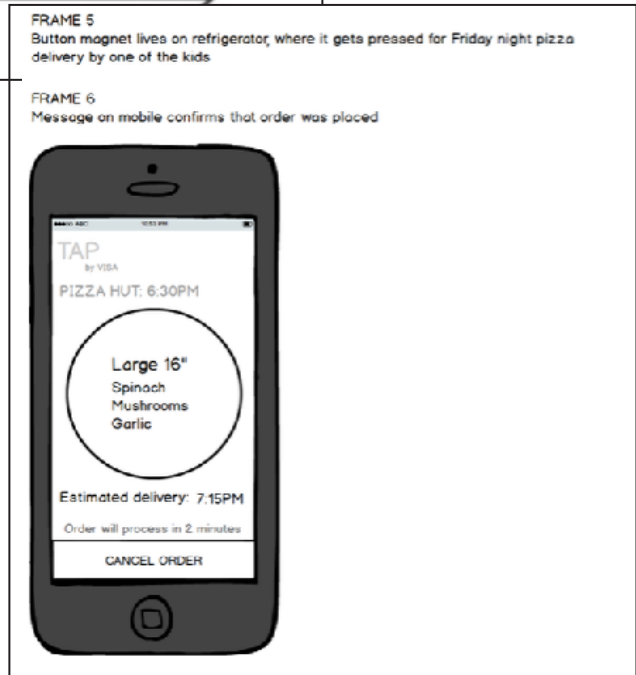 FRAME 5
Button magnet lives on refrigerator, where it gets pressed for Friday night pizza
delivery by one of the kids
FRAME 6
Message on mobile confirms that order was placed
TAP
by VISA
PIZZA HUT: 6:30PM
Large 16"
Spinach
Mushrooms
Garlic
Estimated delivery: 7:15PM
Order will process in 2 minutes
CANCEL ORDER